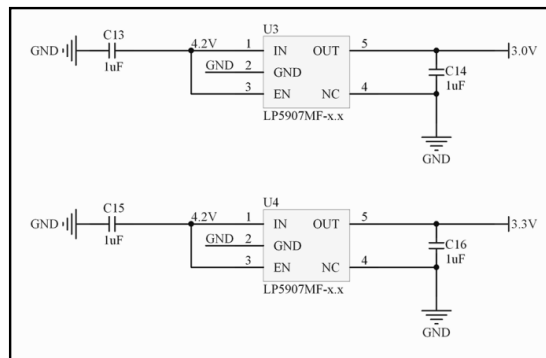 U3
C13
4.2V
1
IN
OUT
5
3.0V
GND
1uF
GND
2
GND
C14
1uF
3
EN
NC
4
LP5907MF-x.x
GND
U4
C15
4.2V
1
IN
OUT
5
3.3V
GND
1uF
GND
2
GND
C16
1uF
3
EN
NC
4
LP5907MF-x.x
GND